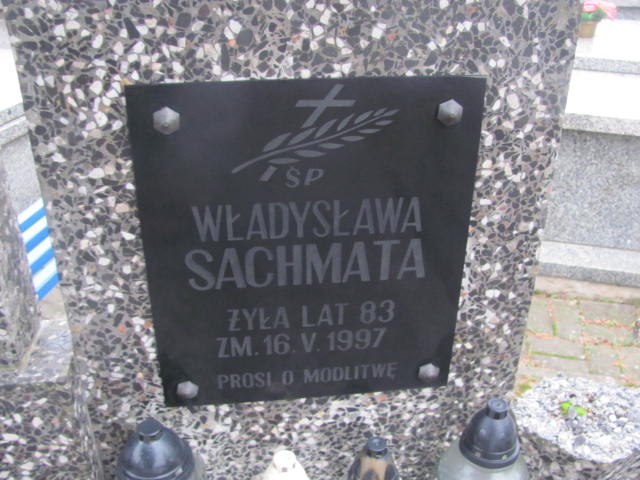 ŚP
WŁADYSŁAWA
SACHMATA
ŻYŁA LAT 83
ZM. 16. V. 1997
PROSI O MODLITWĘ